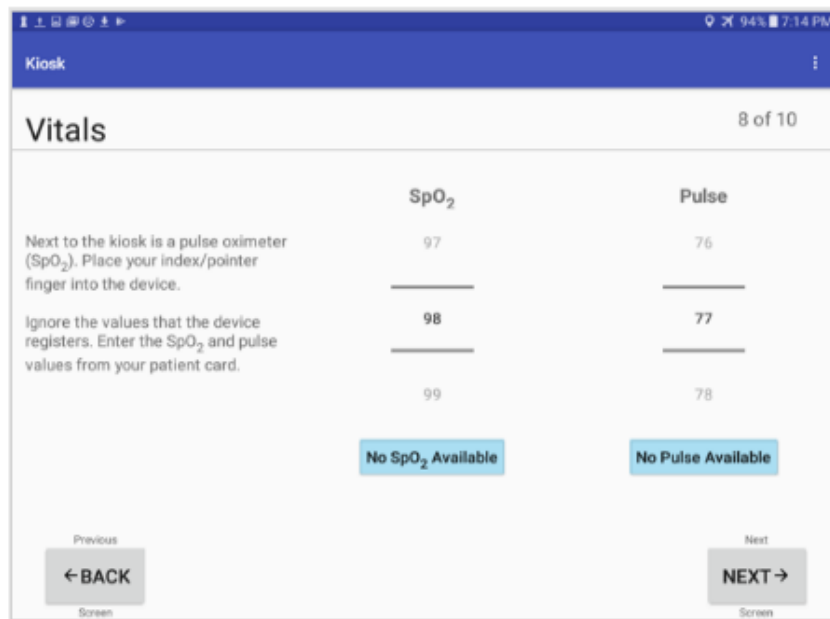 94% 7:14 PM
Kiosk
Vitals
8 of 10
Next to the kiosk is a pulse oximeter
(SpO₂). Place your index/pointer
finger into the device.
Ignore the values that the device
registers. Enter the SpO₂ and pulse
values from your patient card.
SpO₂
97
98
99
No SpO₂ Available
Pulse
76
77
78
No Pulse Available
Previous
←BACK
Screen
Next
NEXT→
Screen